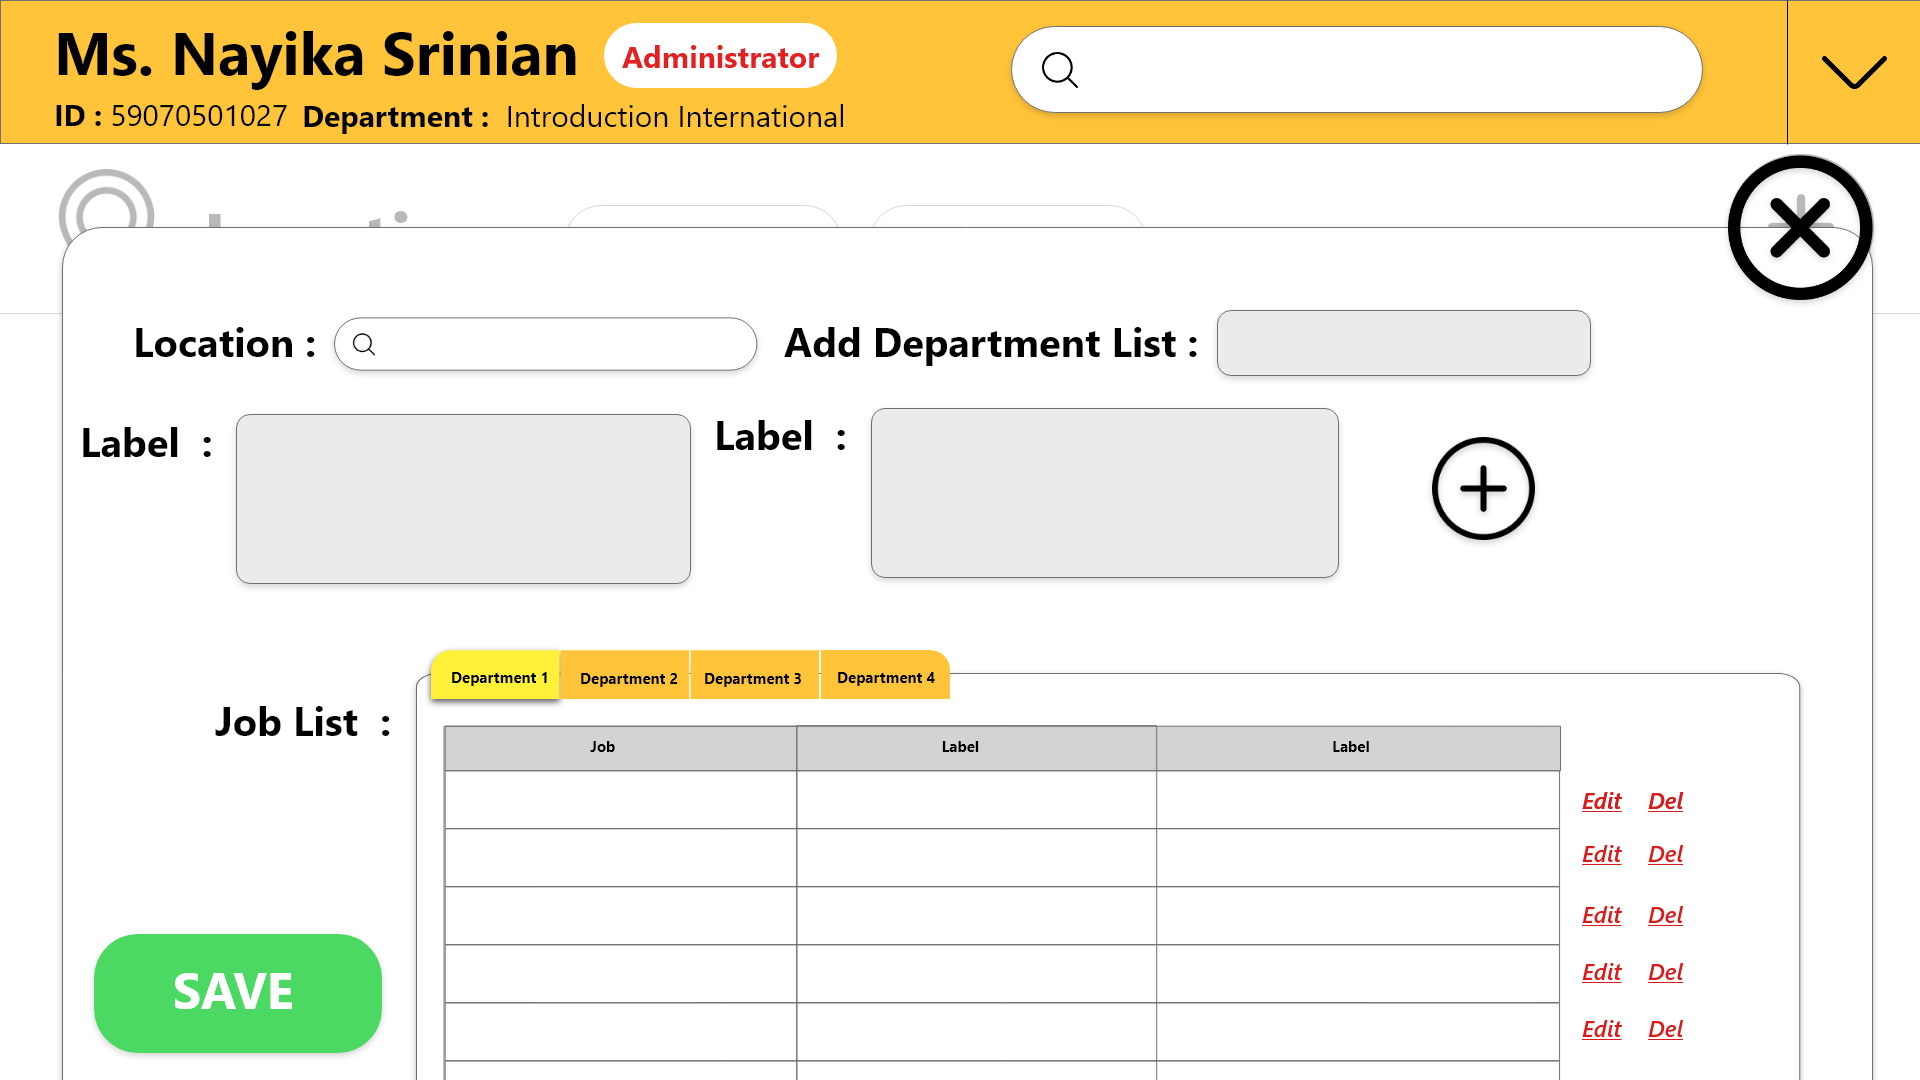 Ms. Nayika Srinian Administrator
ID : 59070501027 Department : Introduction International
Location : Add Department List :
Label :
Label :
Department 1 Department 2 Department 3 Department 4
Job List :
Job Label Label
Edit Del
Edit Del
Edit Del
Edit Del
Edit Del
SAVE